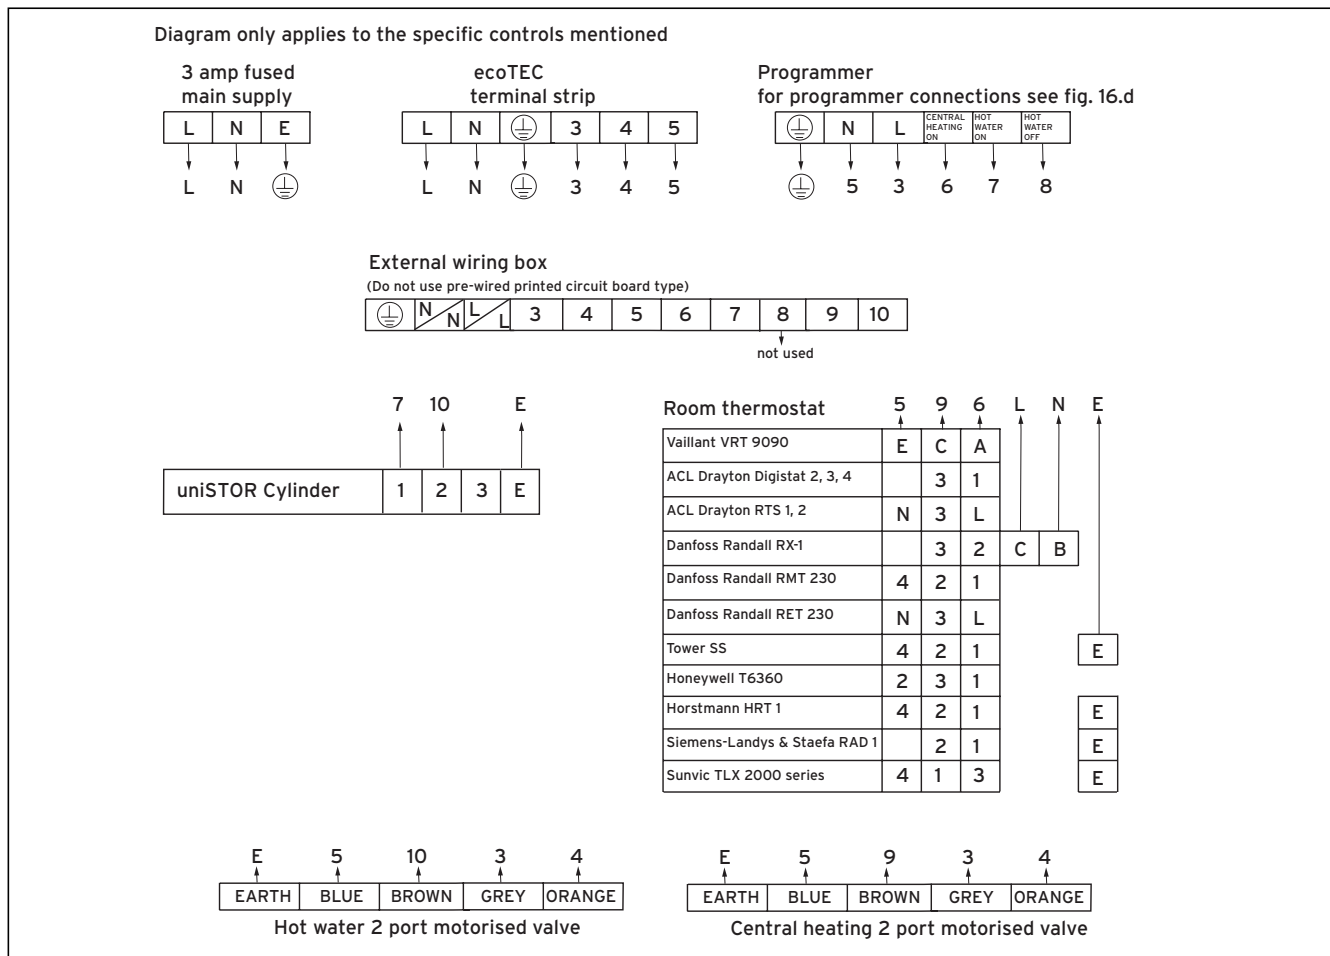 Diagram only applies to the specific controls mentioned
3 amp fused
main supply
L N E
L N
ecoTEC
terminal strip
L N 3 4 5
L N 3 4 5
Programmer
for programmer connections see fig. 16.d
N L CENTRAL HEATING ON HOT WATER ON HOT WATER OFF
5 3 6 7 8
External wiring box
(Do not use pre-wired printed circuit board type)
N N L L 3 4 5 6 7 8 9 10
not used
7 10 E
uniSTOR Cylinder 1 2 3 E
Room thermostat 5 9 6 L N E
Vaillant VRT 9090 E C A
ACL Drayton Digistat 2, 3, 4 3 1
ACL Drayton RTS 1, 2 N 3 L
Danfoss Randall RX-1 3 2 C B
Danfoss Randall RMT 230 4 2 1
Danfoss Randall RET 230 N 3 L
Tower SS 4 2 1 E
Honeywell T6360 2 3 1
Horstmann HRT 1 4 2 1 E
Siemens-Landys & Staefa RAD 1 2 1 E
Sunvic TLX 2000 series 4 1 3 E
E 5 10 3 4
EARTH BLUE BROWN GREY ORANGE
Hot water 2 port motorised valve
E 5 9 3 4
EARTH BLUE BROWN GREY ORANGE
Central heating 2 port motorised valve